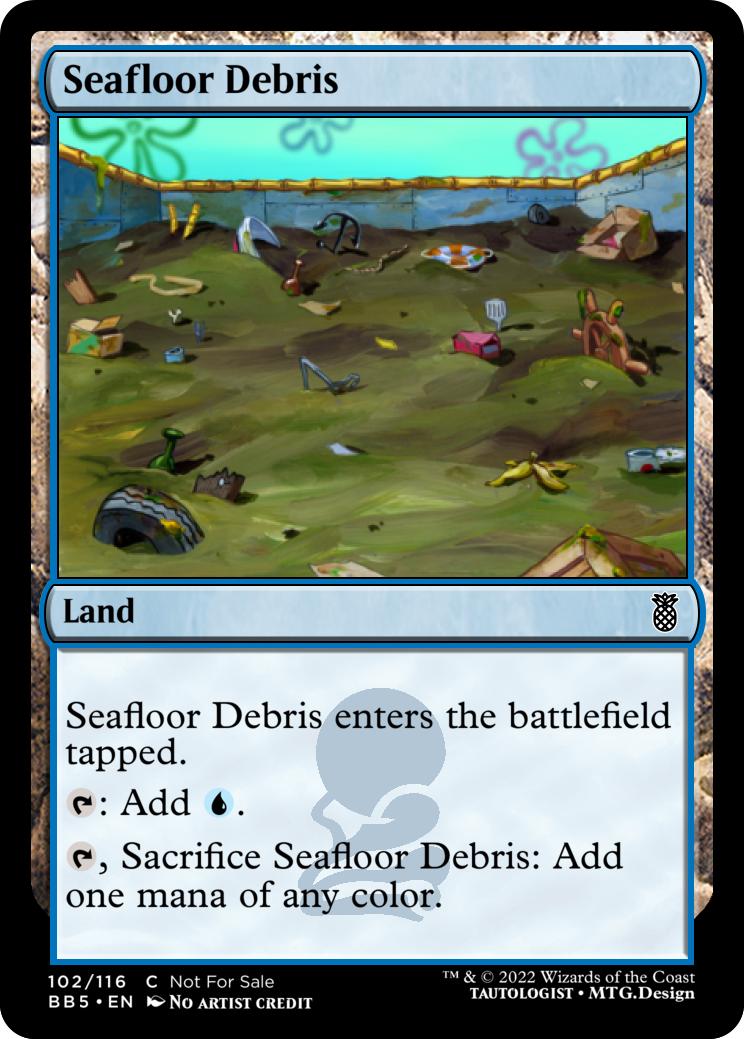 Seafloor Debris
Land
Seafloor Debris enters the battlefield
tapped.
: Add .
, Sacrifice Seafloor Debris: Add
one mana of any color.
102/116 C Not For Sale
BB5 • EN No artist credit
™ & © 2022 Wizards of the Coast
TAUTOLOGIST • MTG.Design